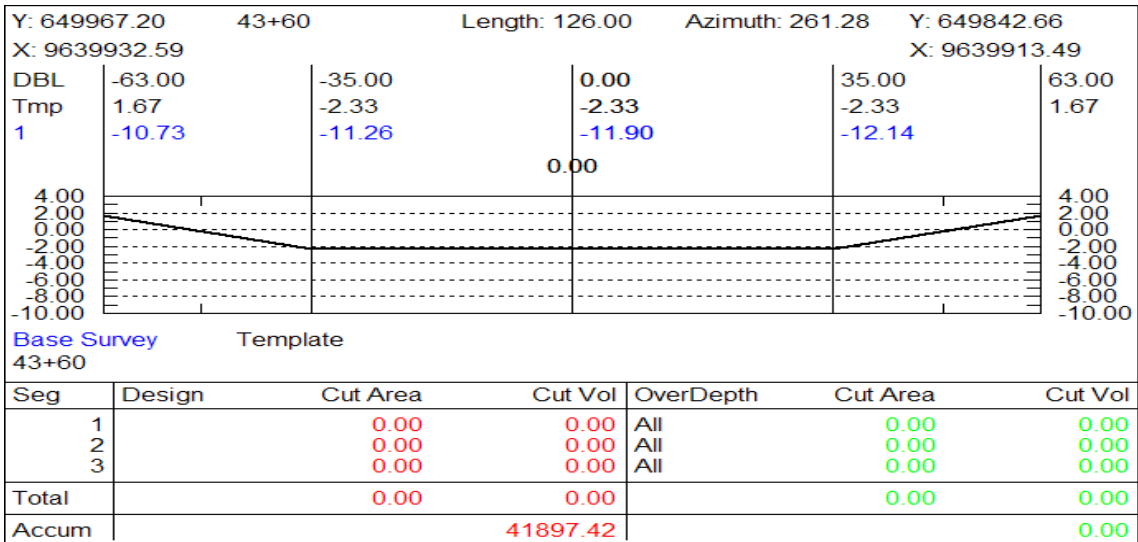 Y: 649967.20 43+60 Length: 126.00 Azimuth: 261.28 Y: 649842.66
X: 9639932.59 X: 9639913.49
DBL -63.00 -35.00 0.00 35.00 63.00
Tmp 1.67 -2.33 -2.33 -2.33 1.67
1 -10.73 -11.26 -11.90 -12.14
0.00
4.00 4.00
2.00 2.00
0.00 0.00
-2.00 -2.00
-4.00 -4.00
-6.00 -6.00
-8.00 -8.00
-10.00 -10.00
Base Survey Template
43+60
Seg Design Cut Area Cut Vol OverDepth Cut Area Cut Vol
1 0.00 0.00 All 0.00 0.00
2 0.00 0.00 All 0.00 0.00
3 0.00 0.00 All 0.00 0.00
Total 0.00 0.00 0.00 0.00
Accum 41897.42 0.00